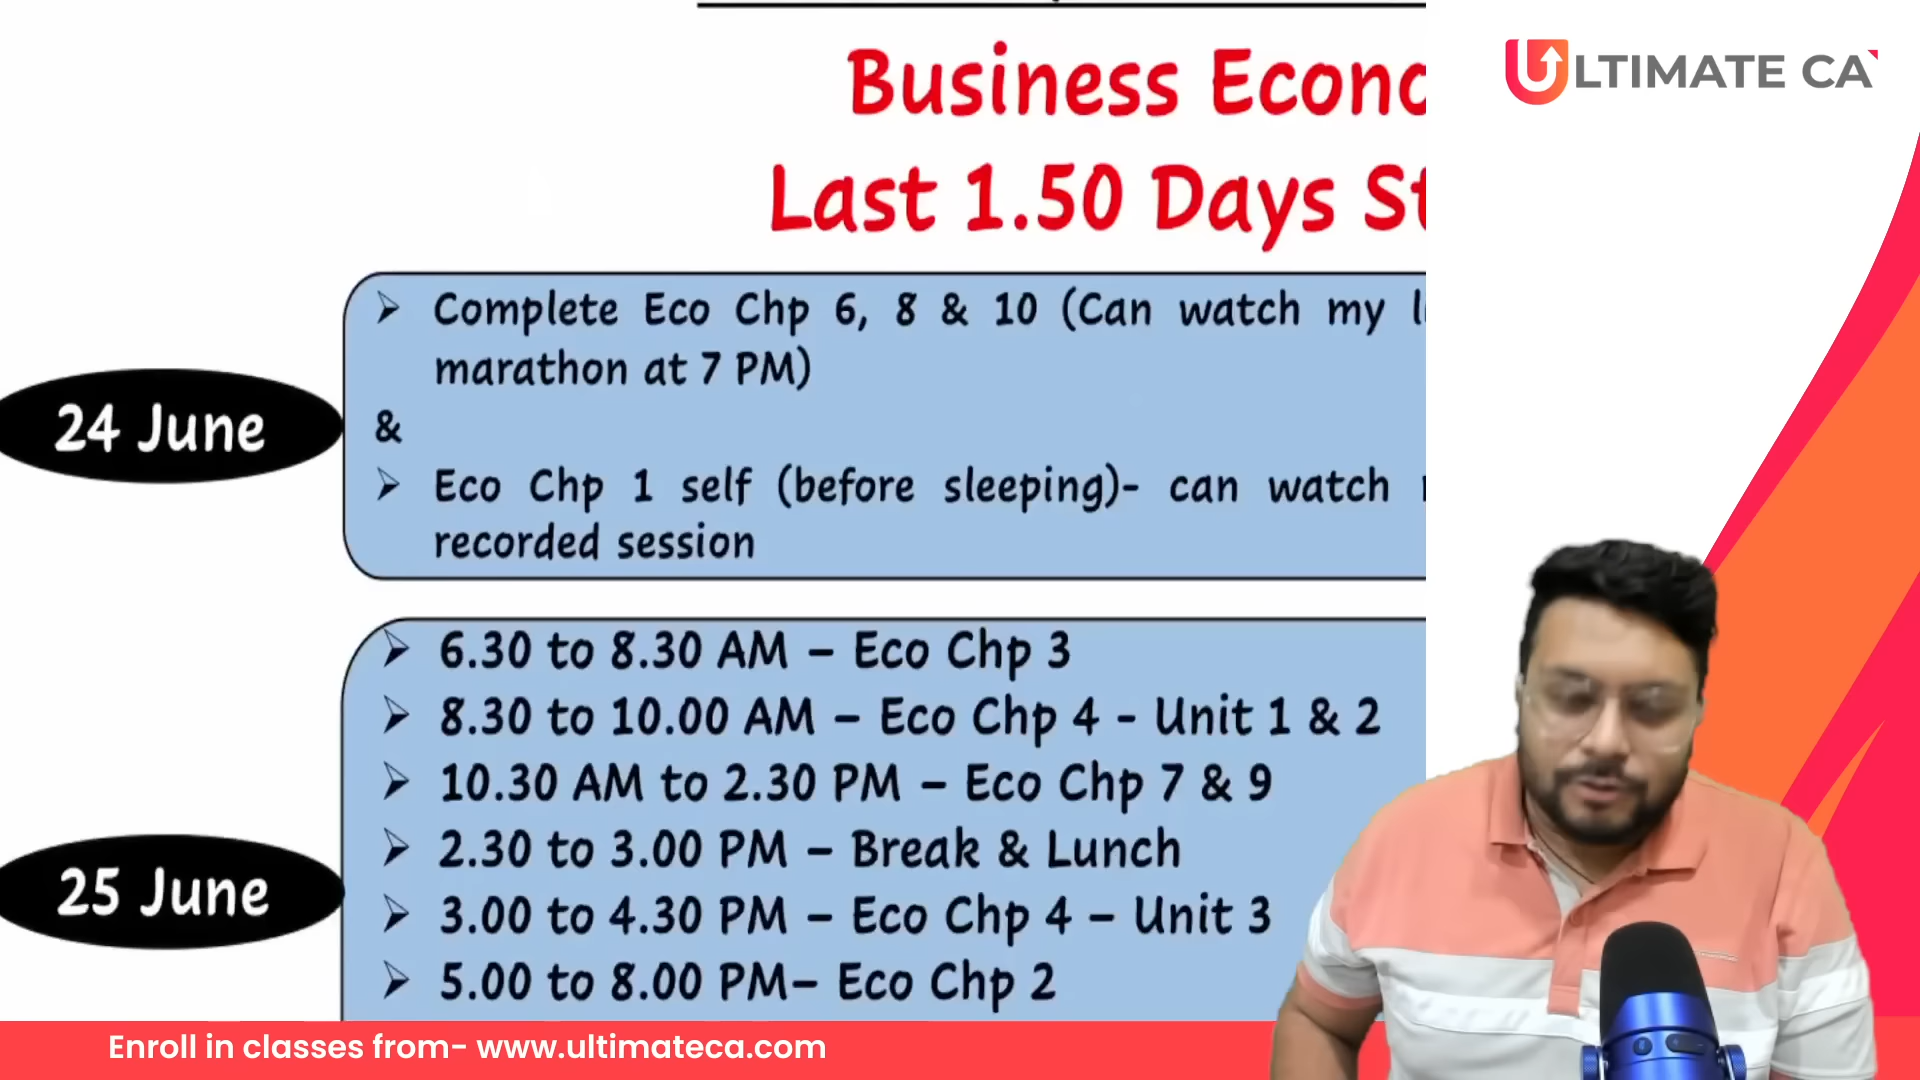 Business Econo
Last 1.50 Days St
ULTIMATE CA
24 June
➢ Complete Eco Chp 6, 8 & 10 (Can watch my l
marathon at 7 PM)
&
➢ Eco Chp 1 self (before sleeping)- can watch
recorded session
25 June
➢ 6.30 to 8.30 AM – Eco Chp 3
➢ 8.30 to 10.00 AM – Eco Chp 4 - Unit 1 & 2
➢ 10.30 AM to 2.30 PM – Eco Chp 7 & 9
➢ 2.30 to 3.00 PM – Break & Lunch
➢ 3.00 to 4.30 PM – Eco Chp 4 – Unit 3
➢ 5.00 to 8.00 PM– Eco Chp 2
Enroll in classes from- www.ultimateca.com